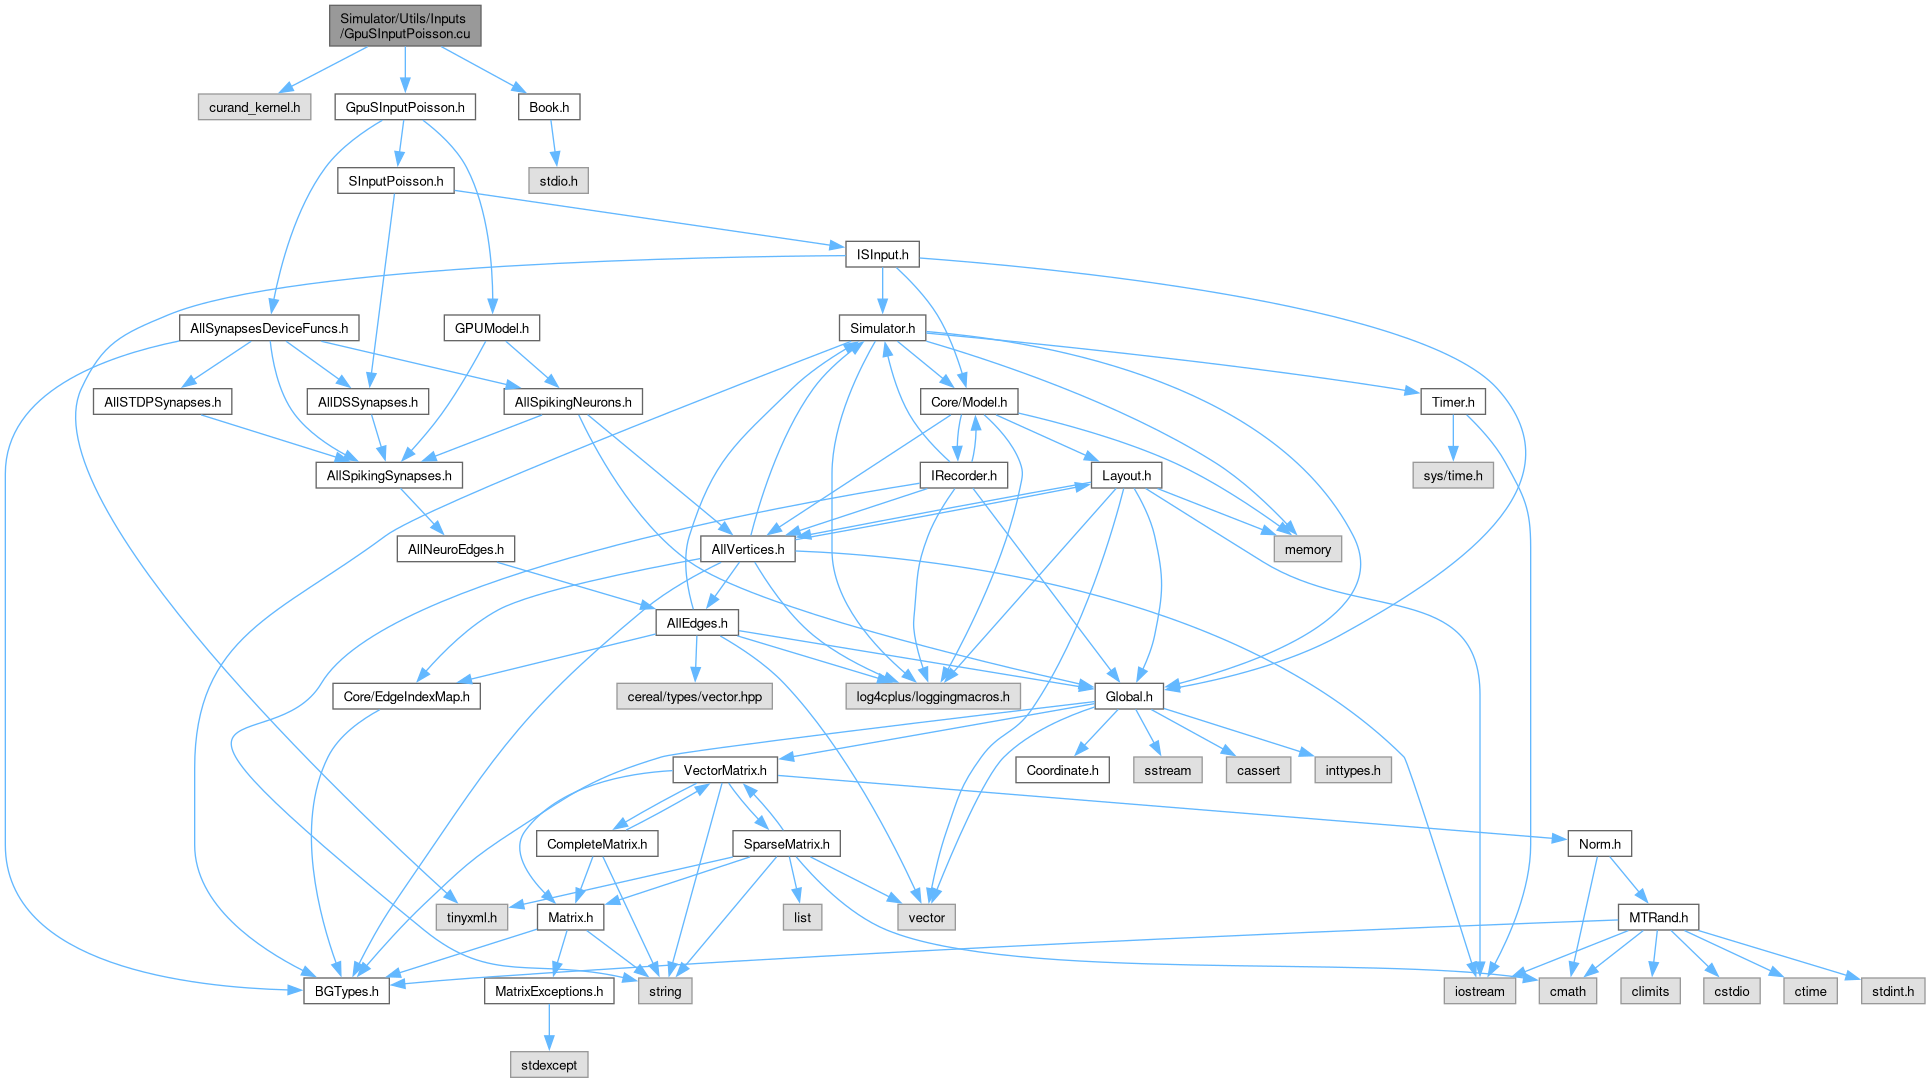 Simulator/Utils/Inputs
/GpuSInputPoisson.cu
curand_kernel.h
GpuSInputPoisson.h
Book.h
SInputPoisson.h
stdio.h
ISInput.h
AllSynapsesDeviceFuncs.h
GPUModel.h
Simulator.h
AllSTDPSynapses.h
AllDSSynapses.h
AllSpikingNeurons.h
Core/Model.h
Timer.h
AllSpikingSynapses.h
IRecorder.h
Layout.h
sys/time.h
AllNeuroEdges.h
AllVertices.h
memory
AllEdges.h
Core/EdgeIndexMap.h
cereal/types/vector.hpp
log4cplus/loggingmacros.h
Global.h
VectorMatrix.h
Coordinate.h
sstream
cassert
inttypes.h
CompleteMatrix.h
SparseMatrix.h
Norm.h
tinyxml.h
Matrix.h
list
vector
MTRand.h
BGTypes.h
MatrixExceptions.h
string
iostream
cmath
climits
cstdio
ctime
stdint.h
stdexcept